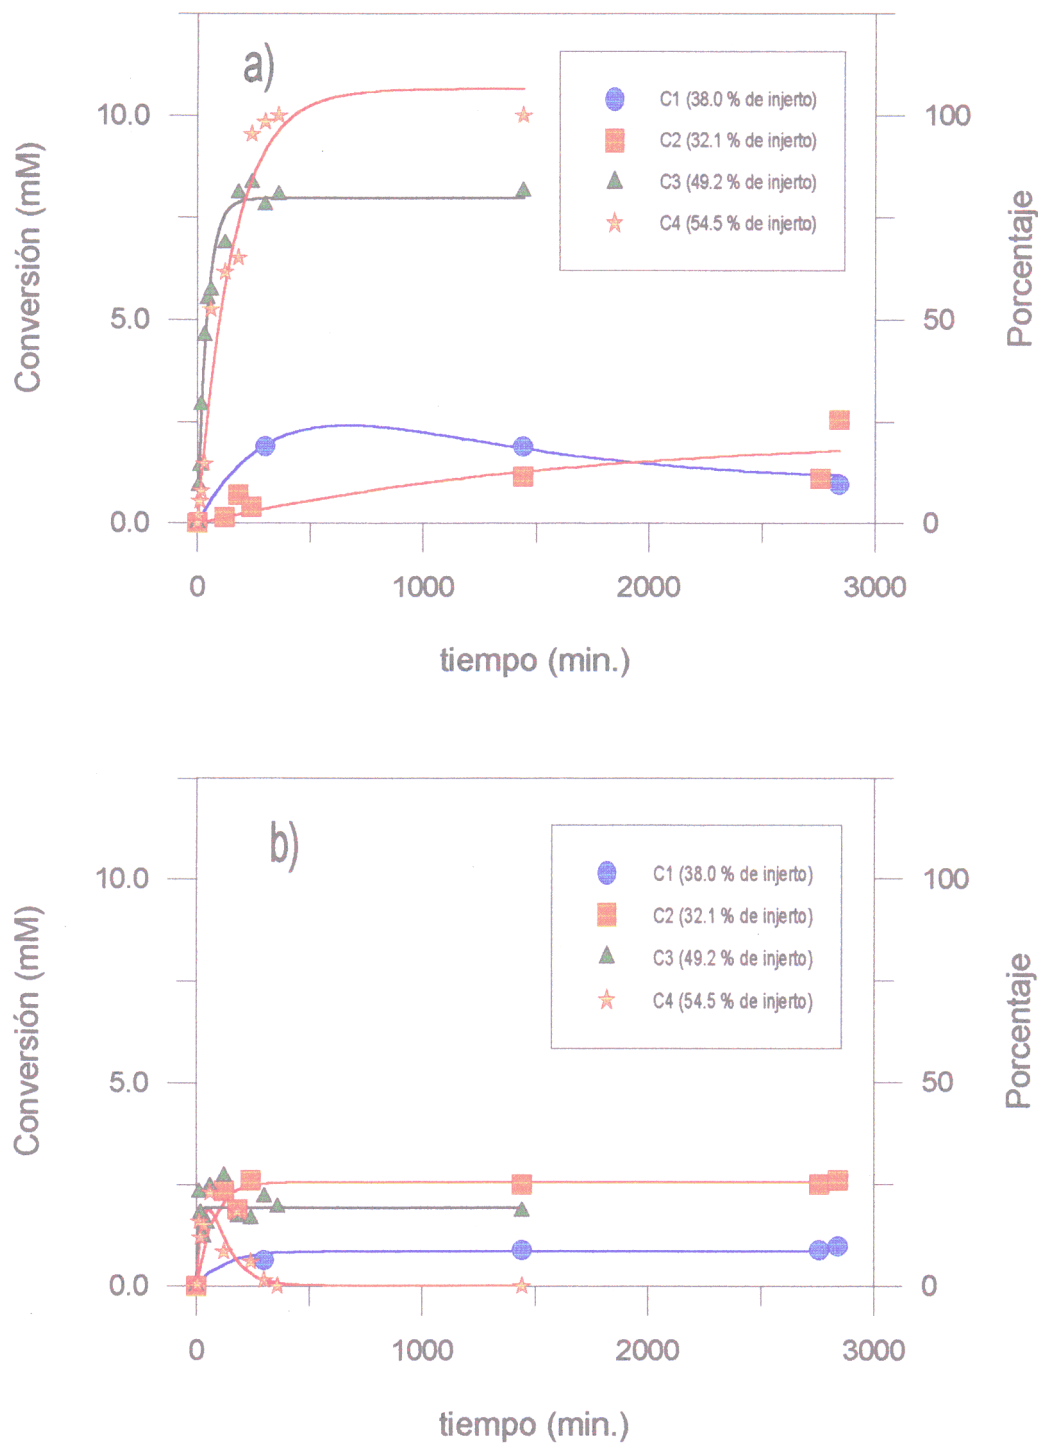 a)
C1 (38.0 % de injerto)
C2 (32.1 % de injerto)
C3 (49.2 % de injerto)
C4 (54.5 % de injerto)
Conversión (mM)
10.0
5.0
0.0
Porcentaje
100
50
0
0 1000 2000 3000
tiempo (min.)
b)
C1 (38.0 % de injerto)
C2 (32.1 % de injerto)
C3 (49.2 % de injerto)
C4 (54.5 % de injerto)
Conversión (mM)
10.0
5.0
0.0
Porcentaje
100
50
0
0 1000 2000 3000
tiempo (min.)